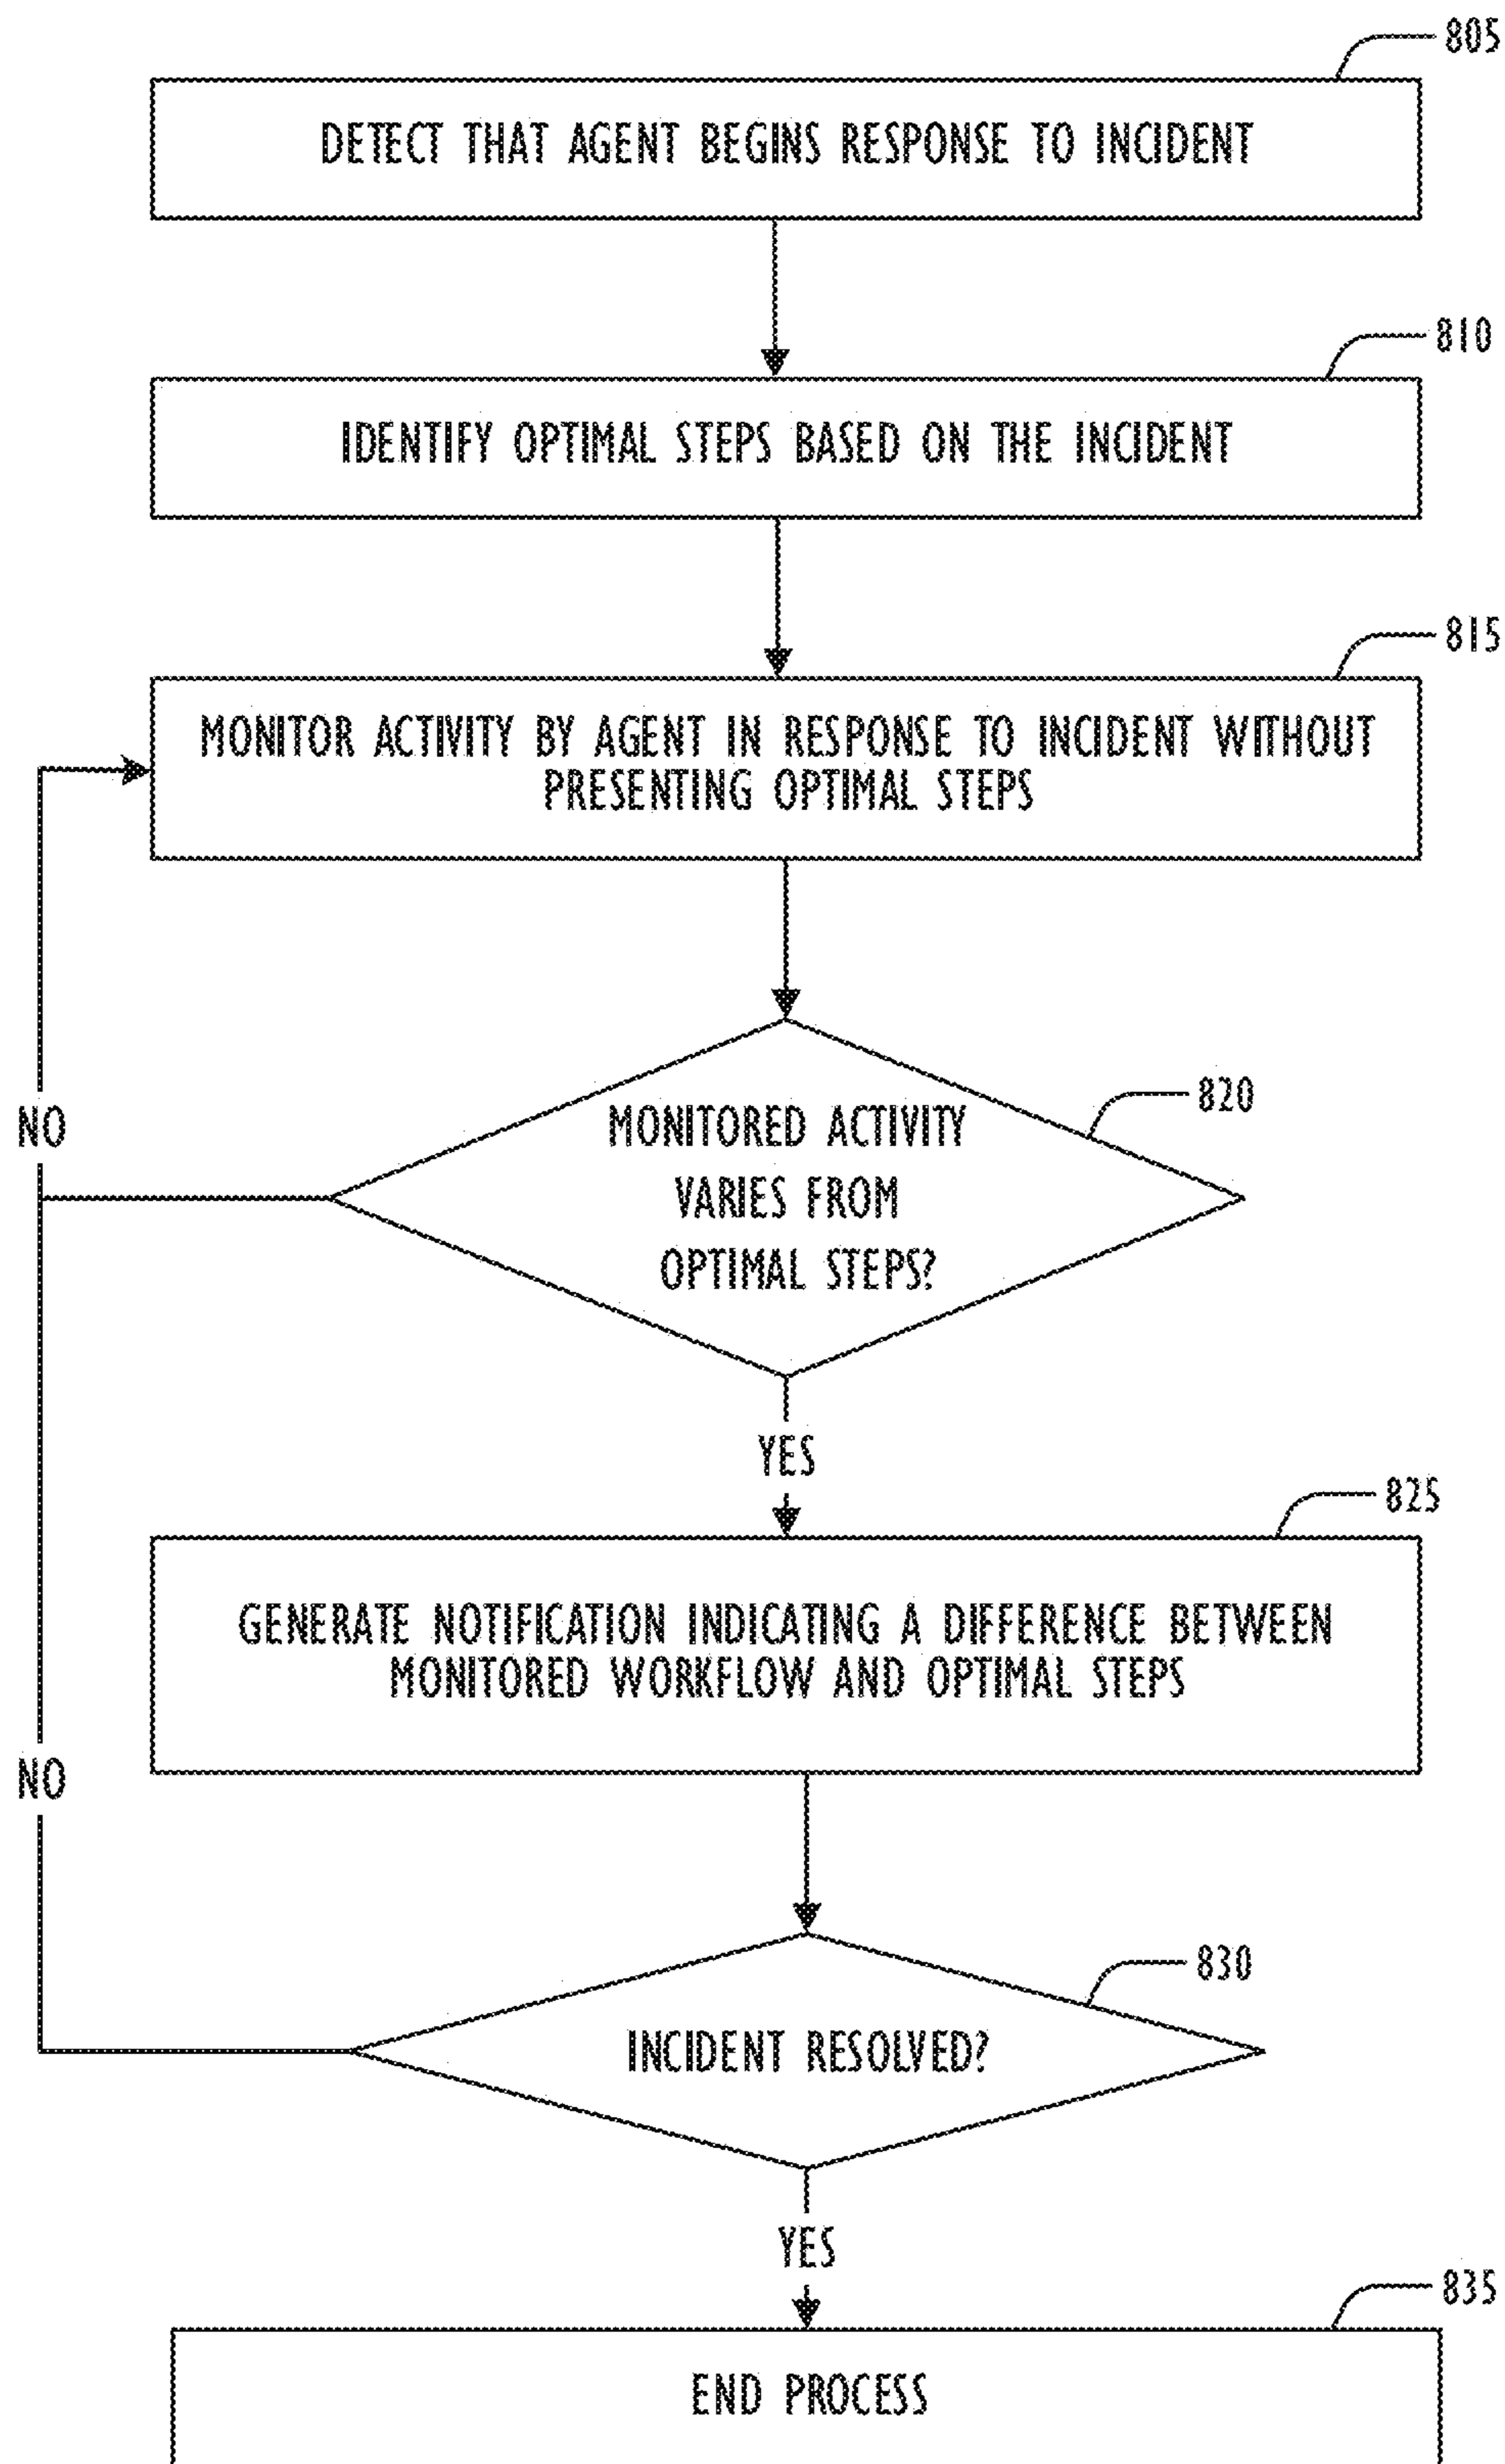 805
DETECT THAT AGENT BEGINS RESPONSE TO INCIDENT
810
IDENTIFY OPTIMAL STEPS BASED ON THE INCIDENT
815
MONITOR ACTIVITY BY AGENT IN RESPONSE TO INCIDENT WITHOUT
PRESENTING OPTIMAL STEPS
820
NO
MONITORED ACTIVITY
VARIES FROM
OPTIMAL STEPS?
YES
825
GENERATE NOTIFICATION INDICATING A DIFFERENCE BETWEEN
MONITORED WORKFLOW AND OPTIMAL STEPS
NO
830
INCIDENT RESOLVED?
YES
835
END PROCESS